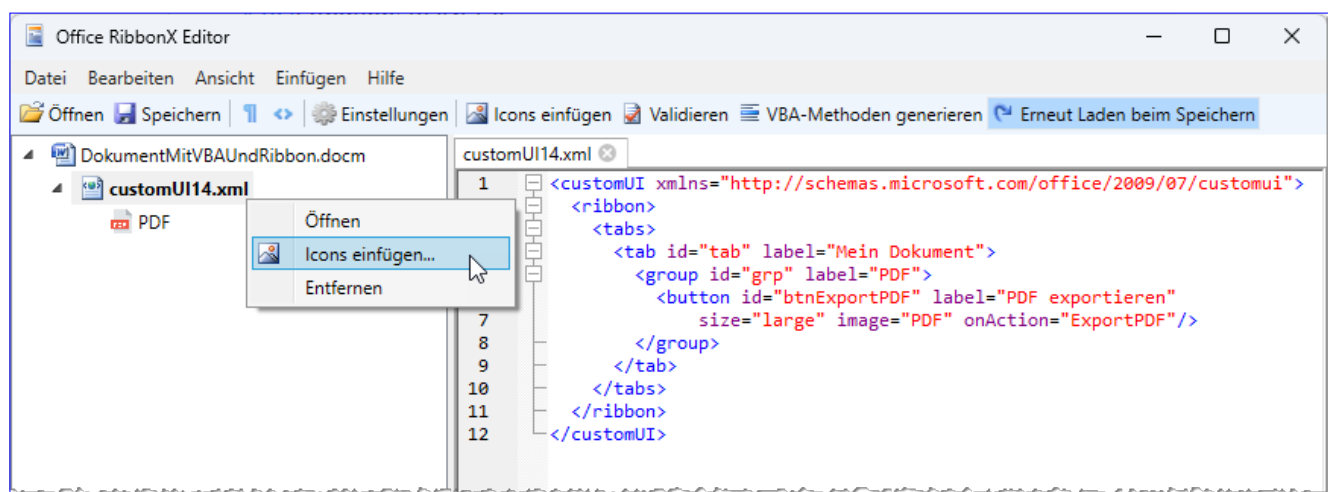 Office RibbonX Editor
Datei Bearbeiten Ansicht Einfügen Hilfe
Öffnen Speichern Einstellungen Icons einfügen Validieren VBA-Methoden generieren Erneut Laden beim Speichern
DokumentMitVBAUndRibbon.docm
customUI14.xml
PDF
Öffnen
Icons einfügen...
Entfernen
customUI14.xml
1 <customUI xmlns="http://schemas.microsoft.com/office/2009/07/customui">
<ribbon>
<tabs>
<tab id="tab" label="Mein Dokument">
<group id="grp" label="PDF">
<button id="btnExportPDF" label="PDF exportieren"
7 size="large" image="PDF" onAction="ExportPDF"/>
8 </group>
9 </tab>
10 </tabs>
11 </ribbon>
12 </customUI>